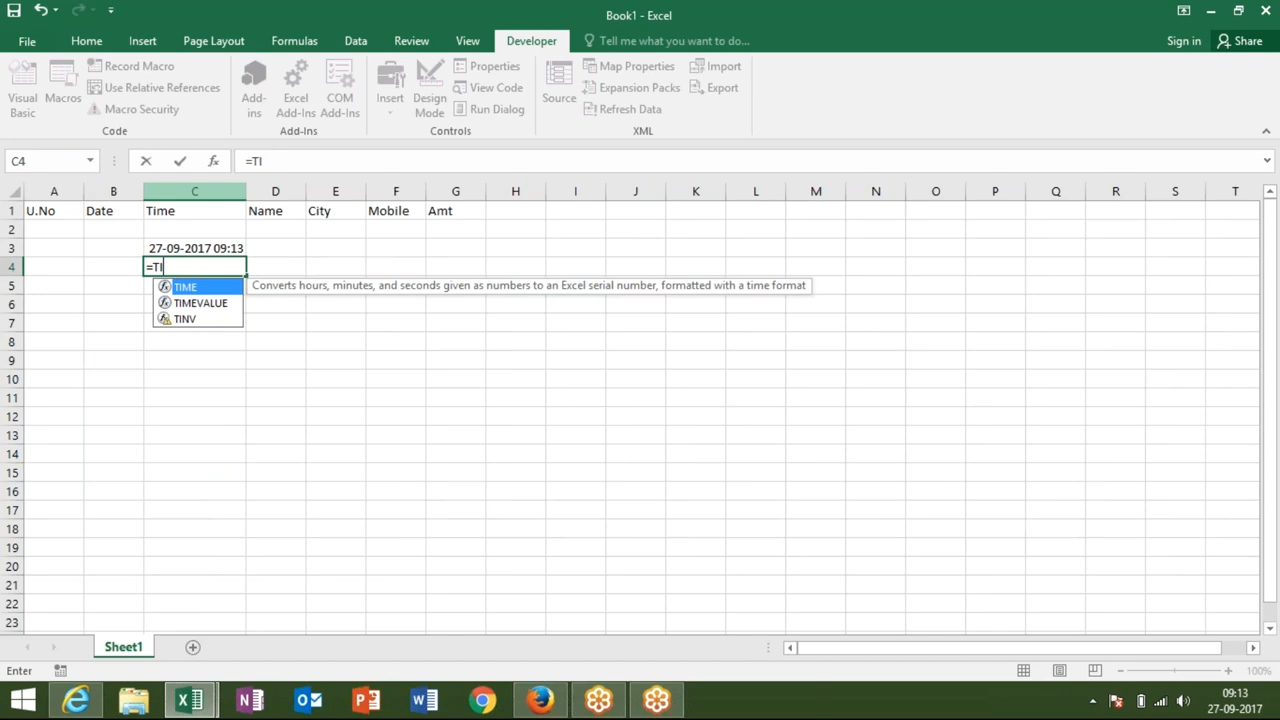 Book1 - Excel
File Home Insert Page Layout Formulas Data Review View Developer Tell me what you want to do... Sign in Share
Visual Basic
Macros
Record Macro
Use Relative References
Macro Security
Code
Add-ins
Excel Add-Ins
COM Add-Ins
Add-Ins
Insert
Design Mode
Properties
View Code
Run Dialog
Controls
Source
Map Properties
Expansion Packs
Refresh Data
Import
Export
XML
C4 fx =TI
A B C D E F G H I J K L M N O P Q R S T
1 U.No Date Time Name City Mobile Amt
2
3 27-09-2017 09:13
4 =TI
5 TIME Converts hours, minutes, and seconds given as numbers to an Excel serial number, formatted with a time format
6 TIMEVALUE
7 TINV
8
9
10
11
12
13
14
15
16
17
18
19
20
21
22
23
Sheet1
Enter 100%
09:13
27-09-2017